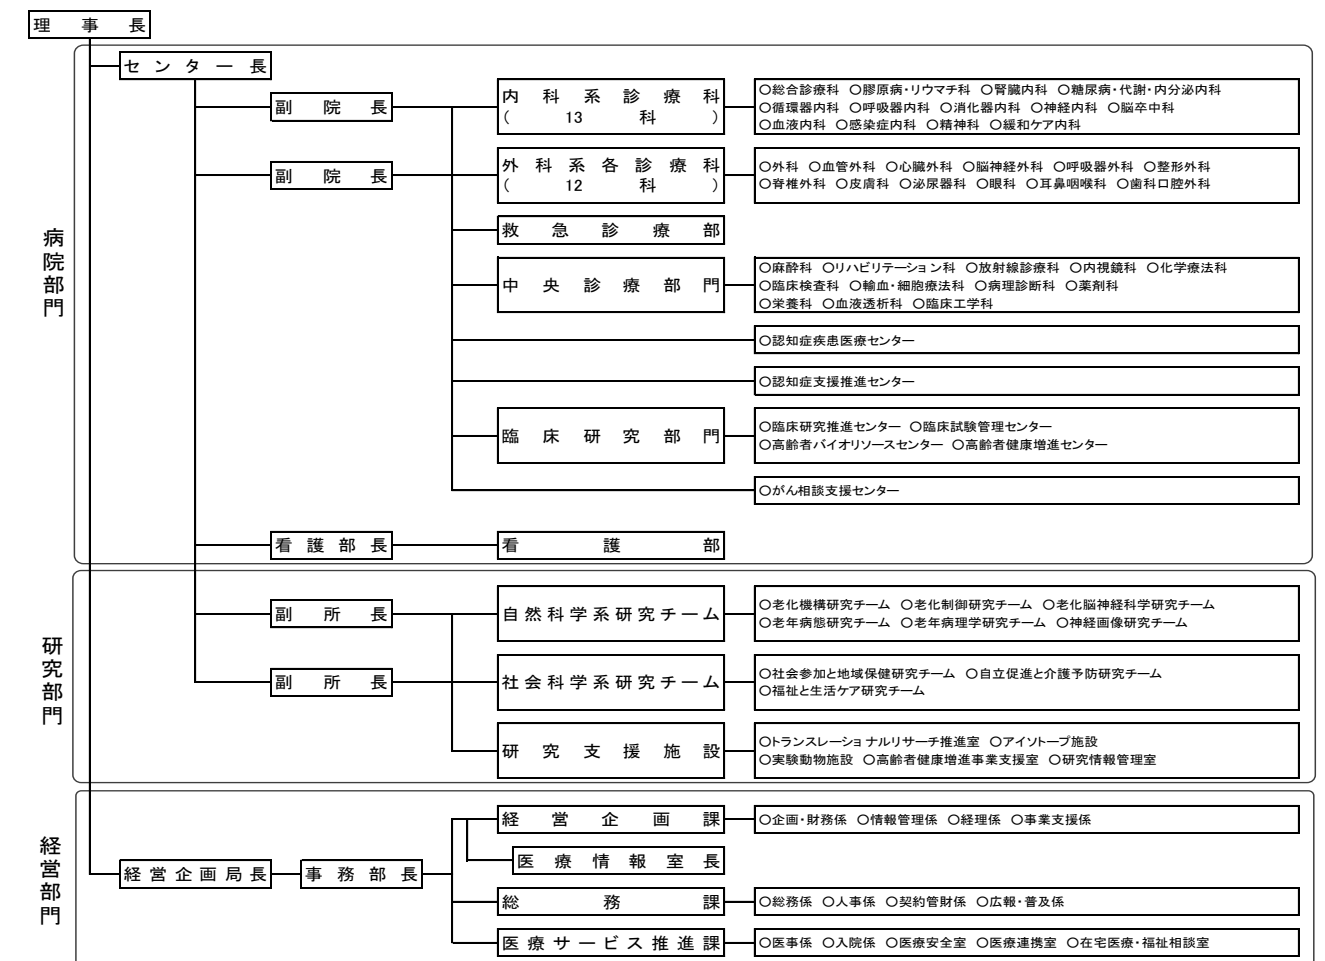 理事長
センター長
病院部門
副院長
内科系診療科
(13科)
○総合診療科 ○膠原病・リウマチ科 ○腎臓内科 ○糖尿病・代謝・内分泌内科
○循環器内科 ○呼吸器内科 ○消化器内科 ○神経内科 ○脳卒中科
○血液内科 ○感染症内科 ○精神科 ○緩和ケア内科
副院長
外科系各診療科
(12科)
○外科 ○血管外科 ○心臓外科 ○脳神経外科 ○呼吸器外科 ○整形外科
○脊椎外科 ○皮膚科 ○泌尿器科 ○眼科 ○耳鼻咽喉科 ○歯科口腔外科
救急診療部
中央診療部門
○麻酔科 ○リハビリテーション科 ○放射線診療科 ○内視鏡科 ○化学療法科
○臨床検査科 ○輸血・細胞療法科 ○病理診断科 ○薬剤科
○栄養科 ○血液透析科 ○臨床工学科
○認知症疾患医療センター
○認知症支援推進センター
臨床研究部門
○臨床研究推進センター ○臨床試験管理センター
○高齢者バイオリソースセンター ○高齢者健康増進センター
○がん相談支援センター
看護部長
看護部
研究部門
副所長
自然科学系研究チーム
○老化機構研究チーム ○老化制御研究チーム ○老化脳神経科学研究チーム
○老年病態研究チーム ○老年病理学研究チーム ○神経画像研究チーム
副所長
社会科学系研究チーム
○社会参加と地域保健研究チーム ○自立促進と介護予防研究チーム
○福祉と生活ケア研究チーム
研究支援施設
○トランスレーショナルリサーチ推進室 ○アイソトープ施設
○実験動物施設 ○高齢者健康増進事業支援室 ○研究情報管理室
経営部門
経営企画局長
事務部長
経営企画課
○企画・財務係 ○情報管理係 ○経理係 ○事業支援係
医療情報室長
総務課
○総務係 ○人事係 ○契約管財係 ○広報・普及係
医療サービス推進課
○医事係 ○入院係 ○医療安全室 ○医療連携室 ○在宅医療・福祉相談室